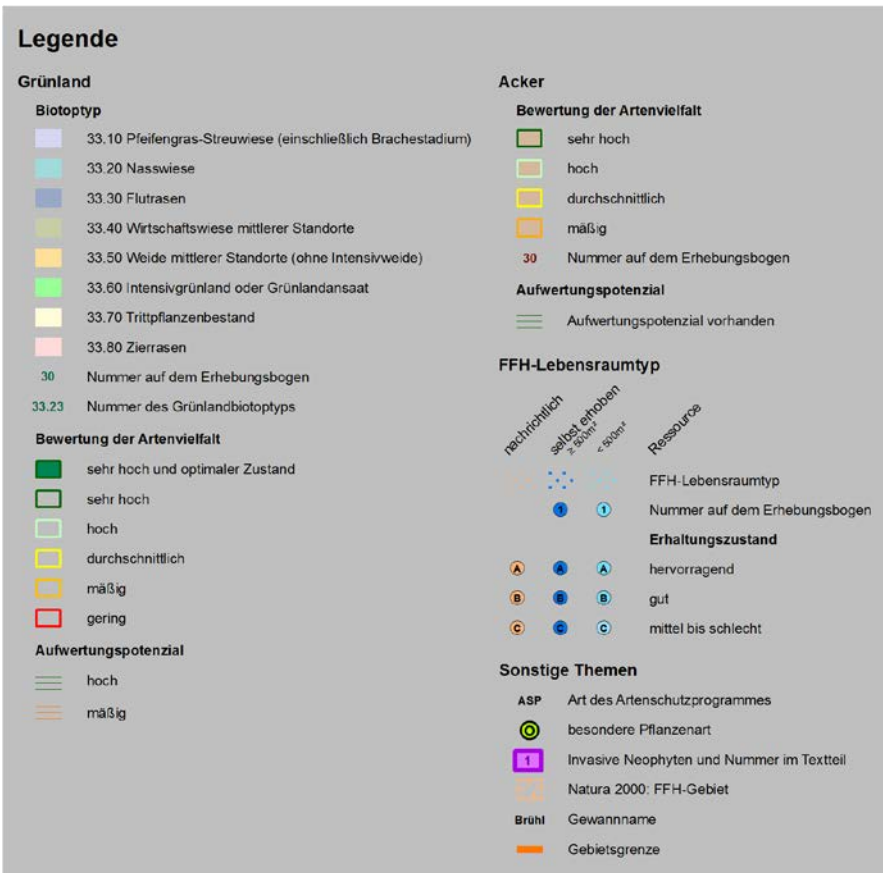 Legende
Grünland
Biotoptyp
33.10 Pfeifengras-Streuwiese (einschließlich Brachestadium)
33.20 Nasswiese
33.30 Flutrasen
33.40 Wirtschaftswiese mittlerer Standorte
33.50 Weide mittlerer Standorte (ohne Intensivweide)
33.60 Intensivgrünland oder Grünlandansaat
33.70 Trittpflanzenbestand
33.80 Zierrasen
30 Nummer auf dem Erhebungsbogen
33.23 Nummer des Grünlandbiotoptyps
Bewertung der Artenvielfalt
sehr hoch und optimaler Zustand
sehr hoch
hoch
durchschnittlich
mäßig
gering
Aufwertungspotenzial
hoch
mäßig
Acker
Bewertung der Artenvielfalt
sehr hoch
hoch
durchschnittlich
mäßig
30 Nummer auf dem Erhebungsbogen
Aufwertungspotenzial
Aufwertungspotenzial vorhanden
FFH-Lebensraumtyp
nachrichtlich
selbst erhoben
≥ 500m²
< 500m²
Ressource
FFH-Lebensraumtyp
1 1 Nummer auf dem Erhebungsbogen
Erhaltungszustand
A A A hervorragend
B B B gut
C C C mittel bis schlecht
Sonstige Themen
ASP Art des Artenschutzprogrammes
besondere Pflanzenart
1 Invasive Neophyten und Nummer im Textteil
Natura 2000: FFH-Gebiet
Brühl Gewannname
Gebietsgrenze